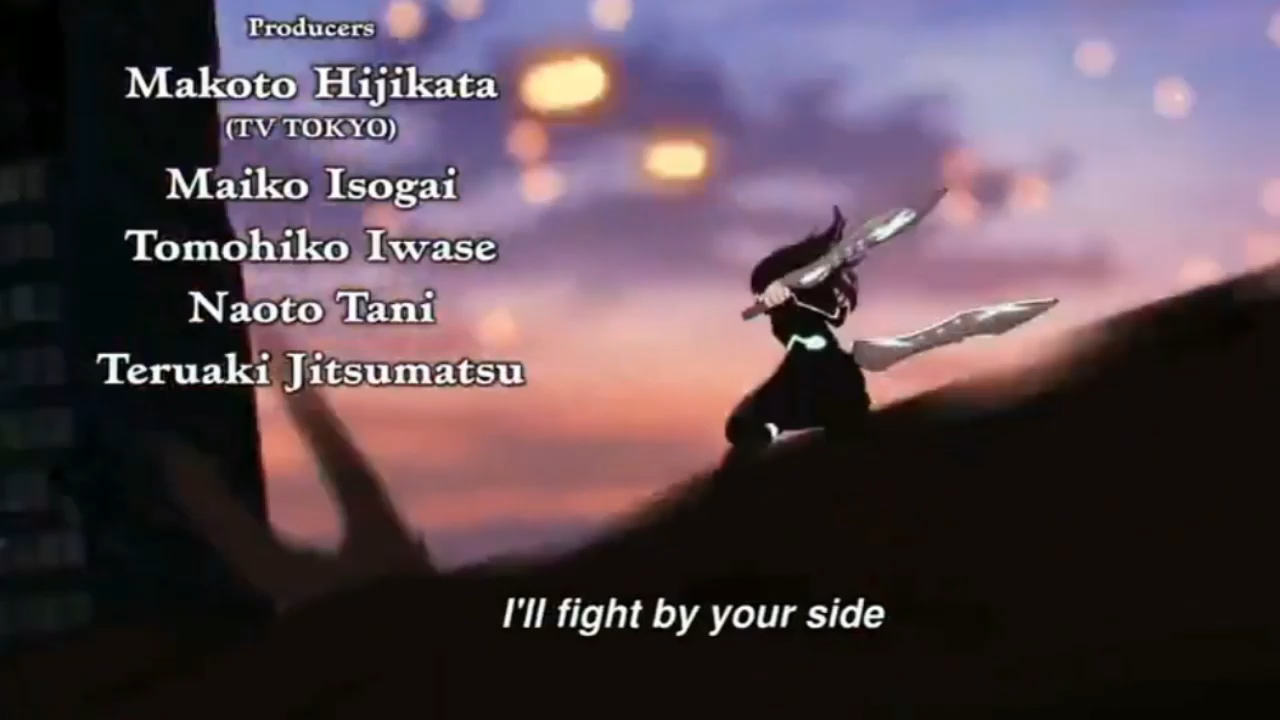 Producers
Makoto Hijikata
(TV TOKYO)
Maiko Isogai
Tomohiko Iwase
Naoto Tani
Teruaki Jitsumatsu
I'll fight by your side